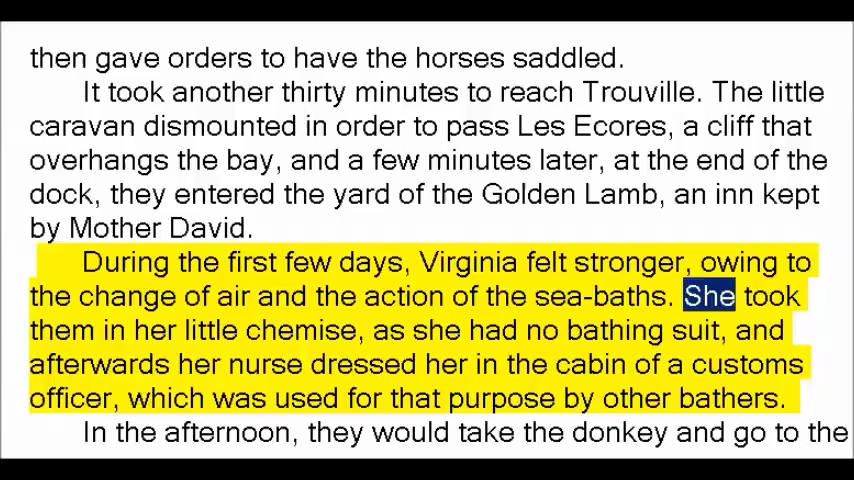 then gave orders to have the horses saddled.
It took another thirty minutes to reach Trouville. The little
caravan dismounted in order to pass Les Ecores, a cliff that
overhangs the bay, and a few minutes later, at the end of the
dock, they entered the yard of the Golden Lamb, an inn kept
by Mother David.
During the first few days, Virginia felt stronger, owing to
the change of air and the action of the sea-baths. She took
them in her little chemise, as she had no bathing suit, and
afterwards her nurse dressed her in the cabin of a customs
officer, which was used for that purpose by other bathers.
In the afternoon, they would take the donkey and go to the